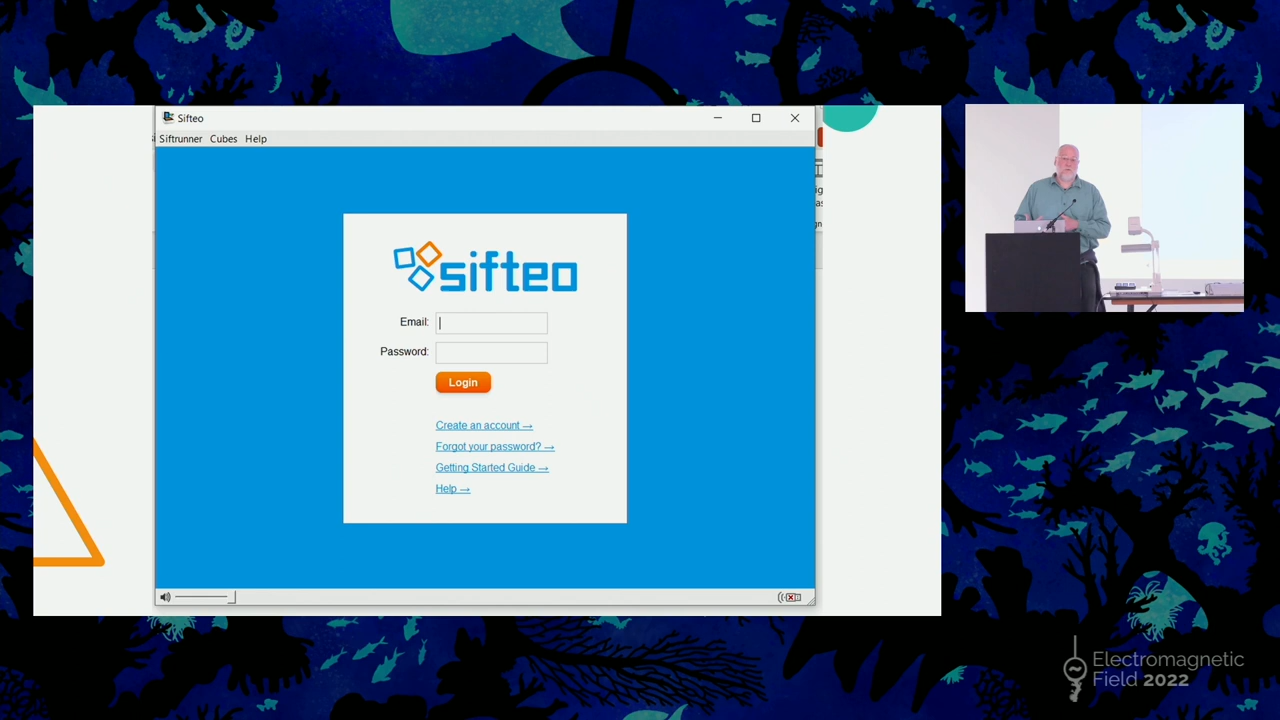 Sifteo
Siftrunner Cubes Help
sifteo
Email:
Password:
Login
Create an account →
Forgot your password? →
Getting Started Guide →
Help →
Electromagnetic
Field 2022